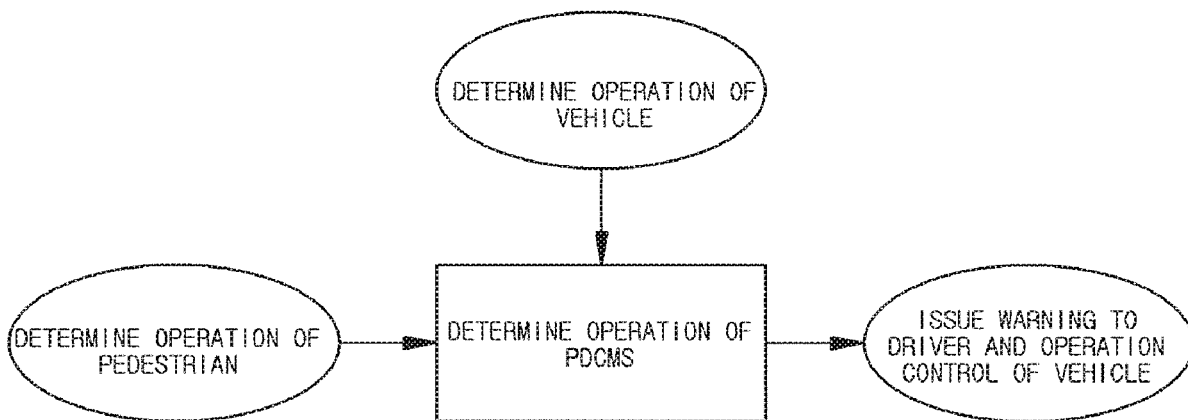 DETERMINE OPERATION OF
VEHICLE
DETERMINE OPERATION OF
PEDESTRIAN
DETERMINE OPERATION OF
PDCMS
ISSUE WARNING TO
DRIVER AND OPERATION
CONTROL OF VEHICLE